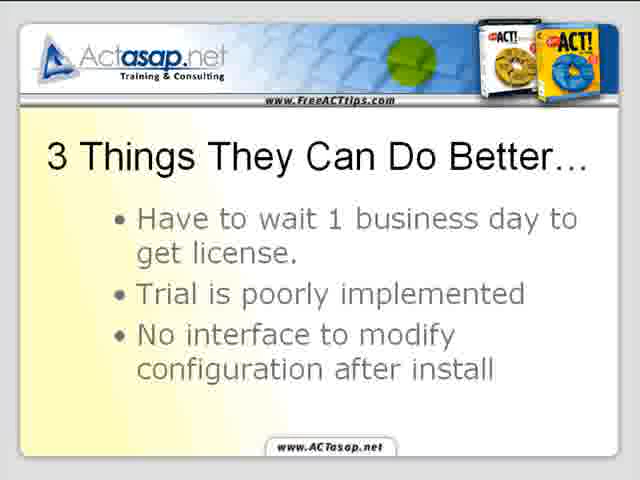 Actasap.net
Training & Consulting
ACT!
ACT!
www.FreeACTtips.com
3 Things They Can Do Better...
• Have to wait 1 business day to
get license.
• Trial is poorly implemented
• No interface to modify
configuration after install
www.ACTasap.net